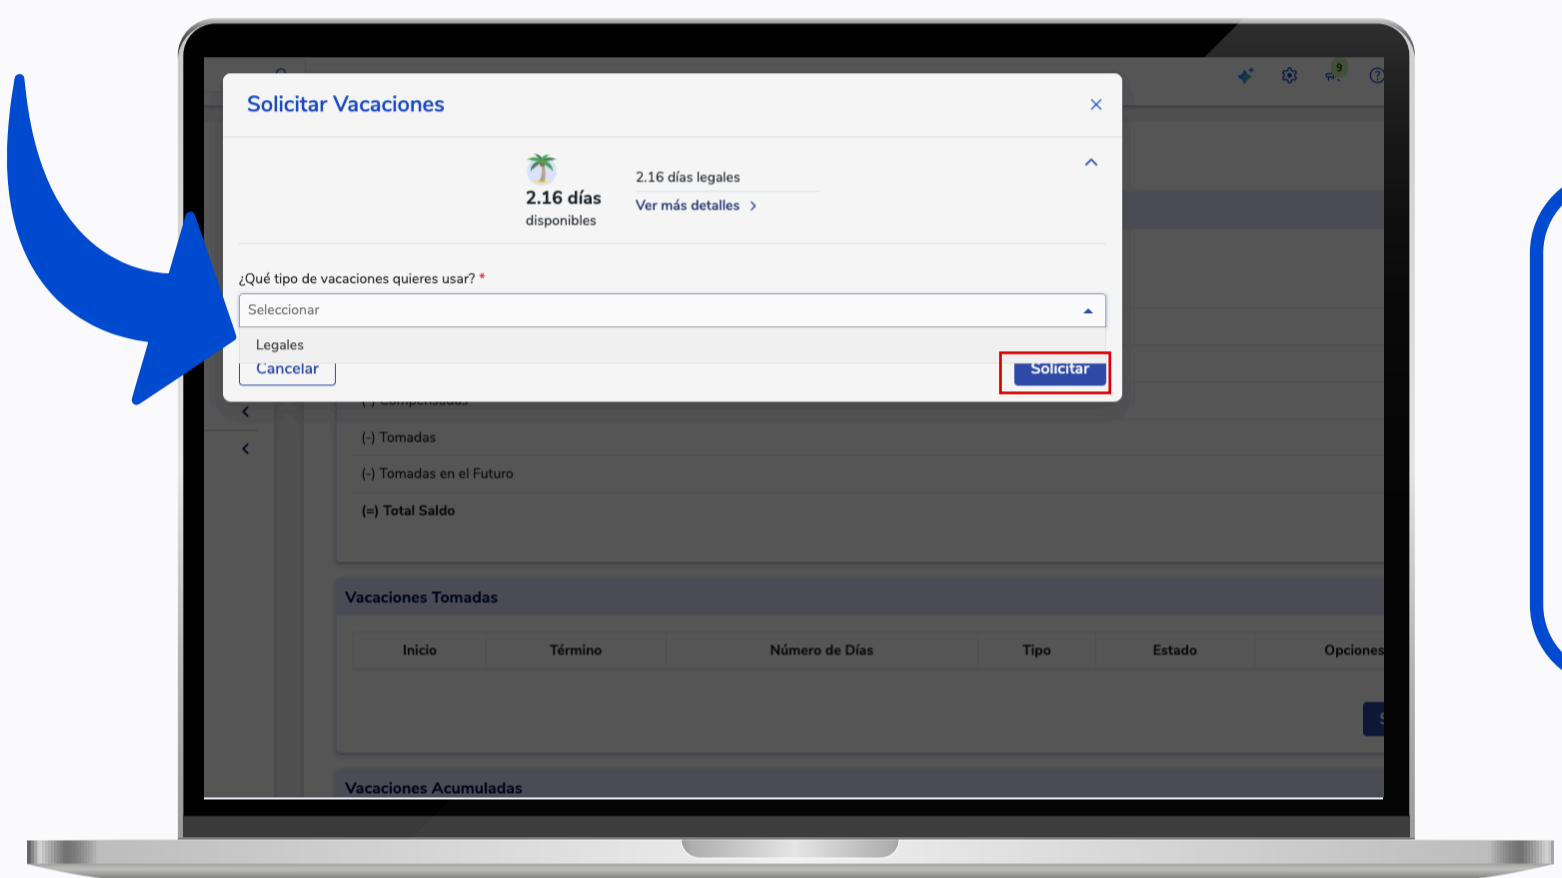 9
Solicitar Vacaciones
2.16 días legales
2.16 días
disponibles
Ver más detalles
¿Qué tipo de vacaciones quieres usar? *
Seleccionar
Legales
Cancelar
Solicitar
(-) Compensadas
(-) Tomadas
(-) Tomadas en el Futuro
(=) Total Saldo
Vacaciones Tomadas
Inicio Término Número de Días Tipo Estado Opciones
Vacaciones Acumuladas